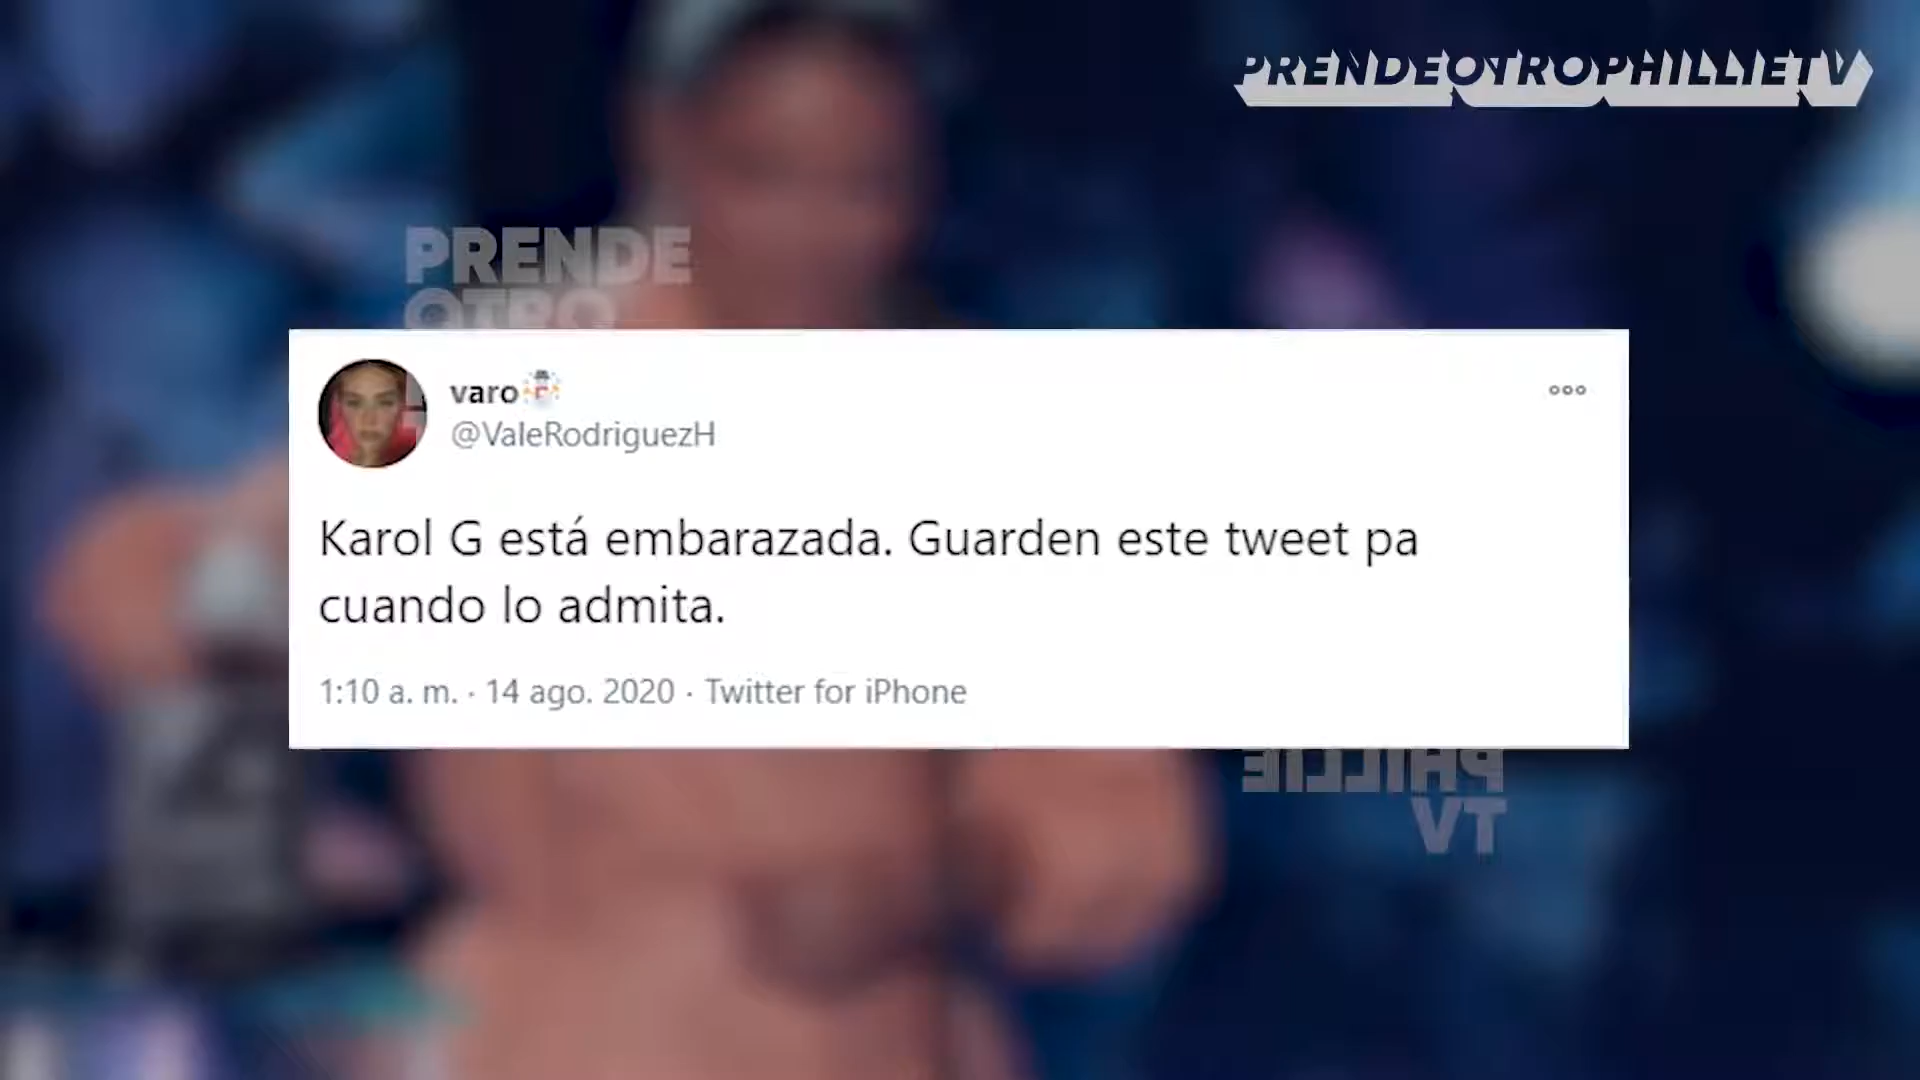 PRENDEOTROPHILLIETV
PRENDE
OTRO
varo
@ValeRodriguezH
Karol G está embarazada. Guarden este tweet pa
cuando lo admita.
1:10 a. m. · 14 ago. 2020 · Twitter for iPhone
PHILLIE
TV